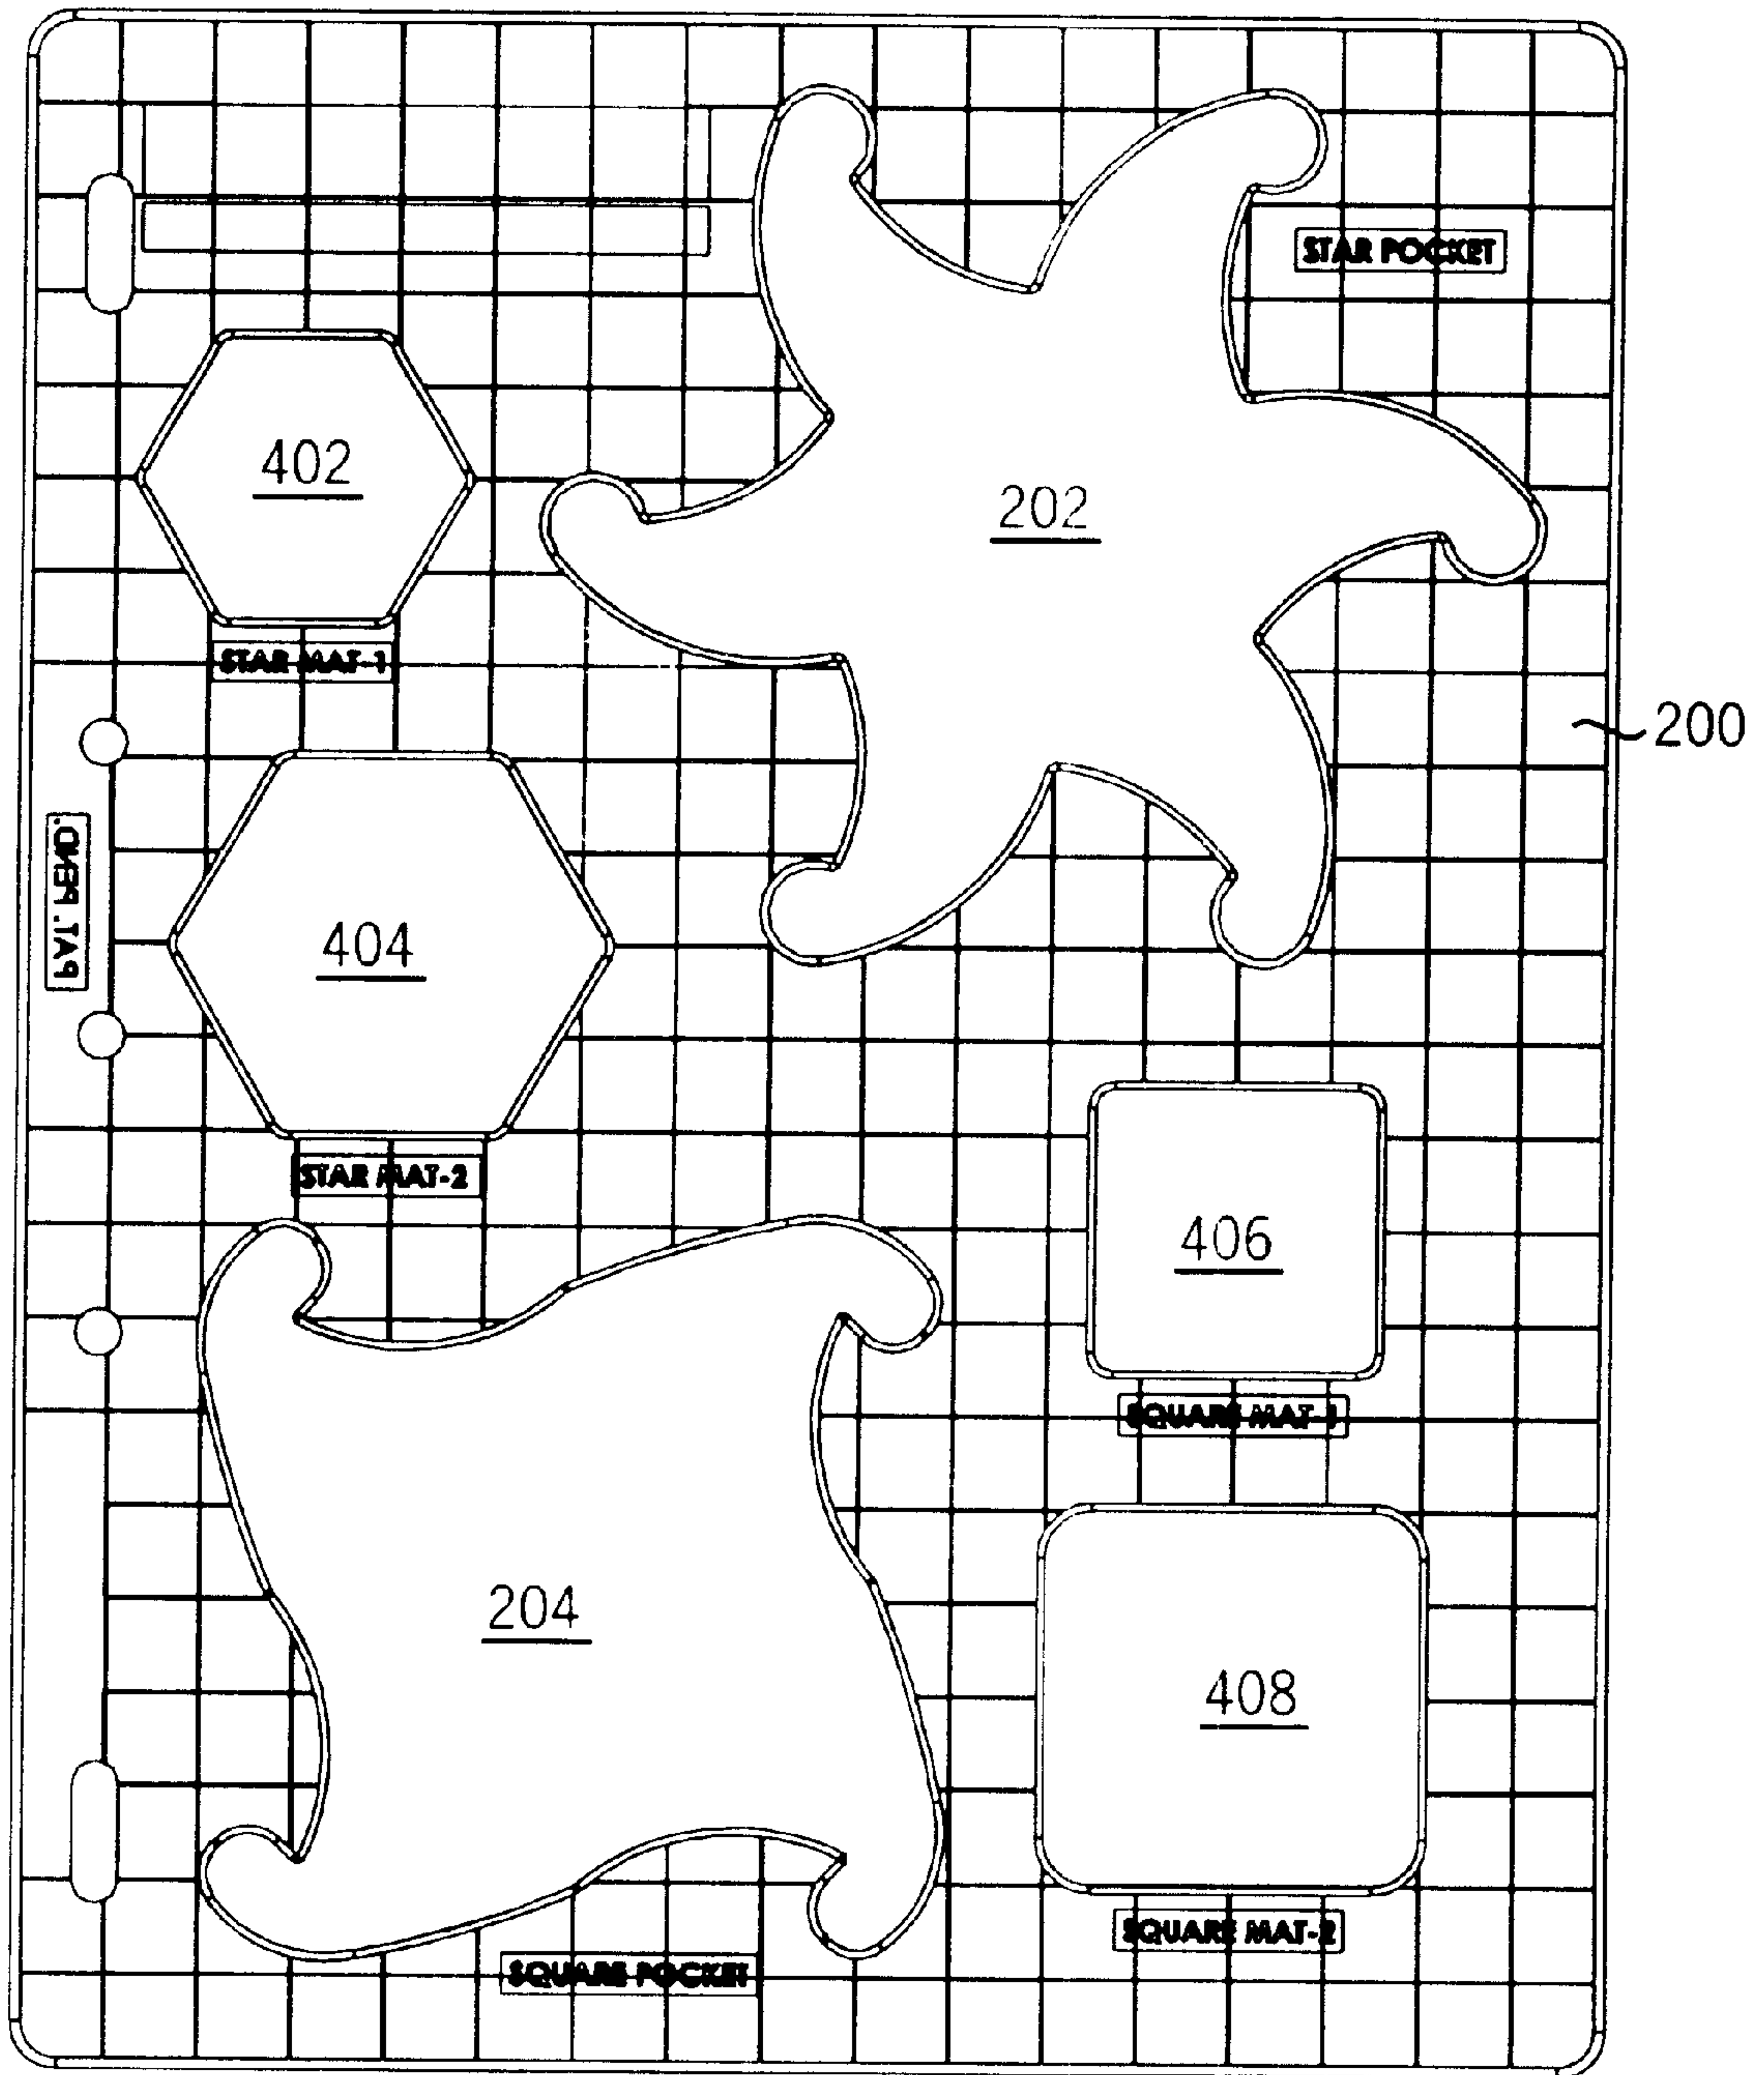 STAR POCKET
402
202
STAR MAT-1
200
PAT. PEND.
404
STAR MAT-2
406
SQUARE MAT-1
204
408
SQUARE MAT-2
SQUARE POCKET